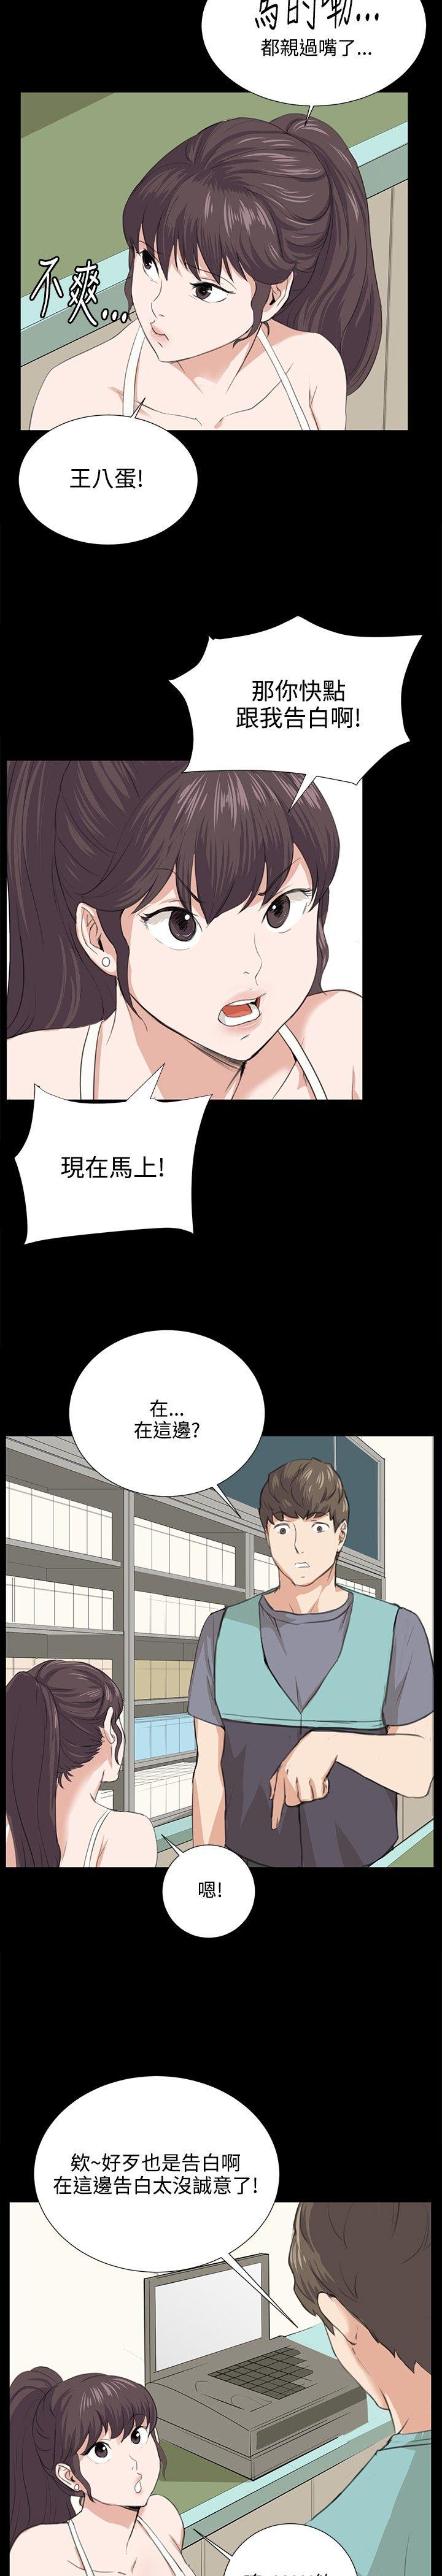 都親過嘴了...
不爽...
王八蛋!
那你快點
跟我告白啊!
現在馬上!
在...
在這邊?
嗯!
欸~好歹也是告白啊
在這邊告白太沒誠意了!